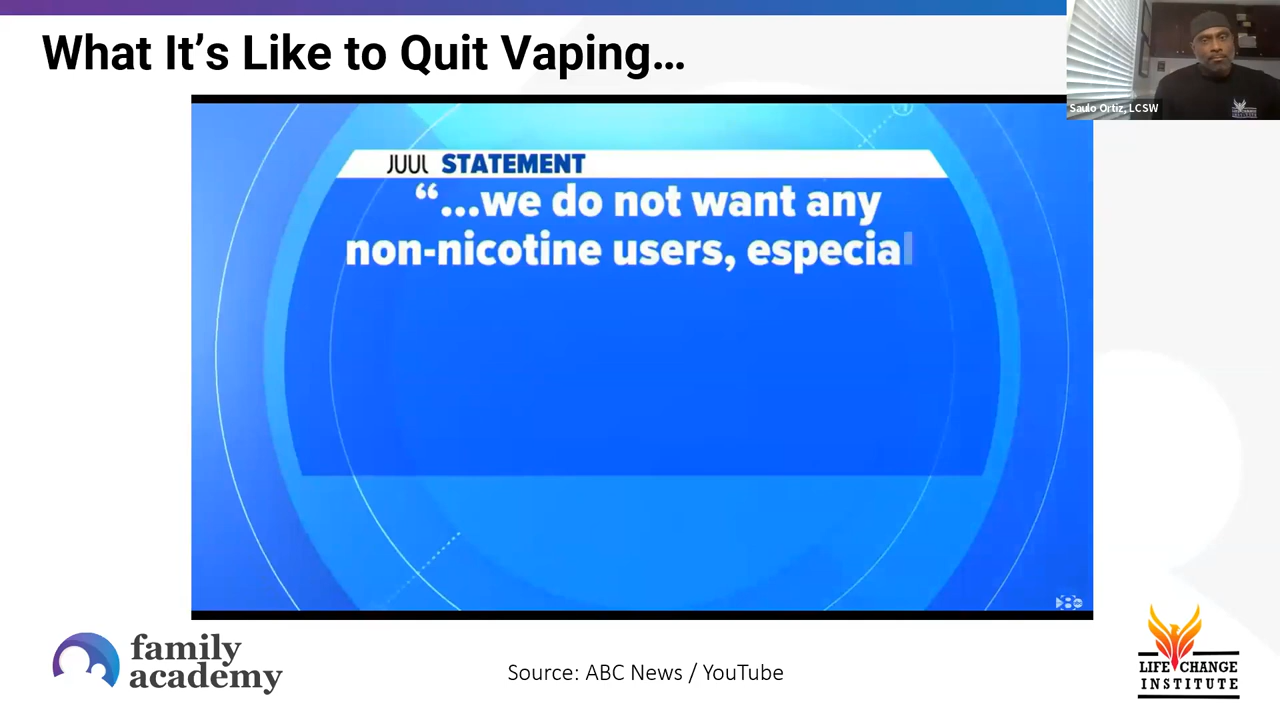 What It’s Like to Quit Vaping…
Saulo Ortiz, LCSW
JUUL STATEMENT
“...we do not want any
non-nicotine users, especial
8
family
academy
Source: ABC News / YouTube
LIFE CHANGE
INSTITUTE